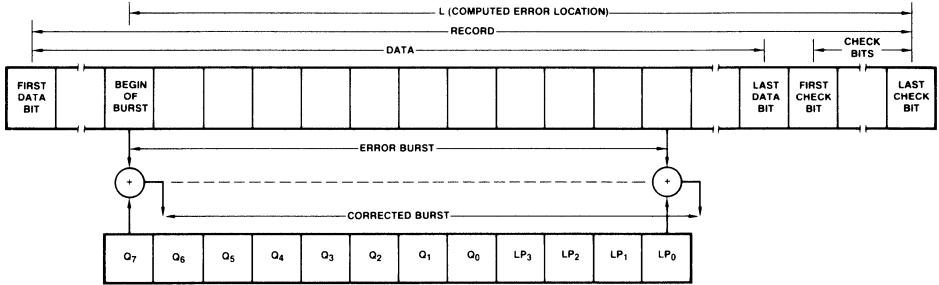 L (COMPUTED ERROR LOCATION)
RECORD
DATA
CHECK
BITS
FIRST
DATA
BIT
BEGIN
OF
BURST
LAST
DATA
BIT
FIRST
CHECK
BIT
LAST
CHECK
BIT
ERROR BURST
+
+
CORRECTED BURST
Q7 Q6 Q5 Q4 Q3 Q2 Q1 Q0 LP3 LP2 LP1 LP0